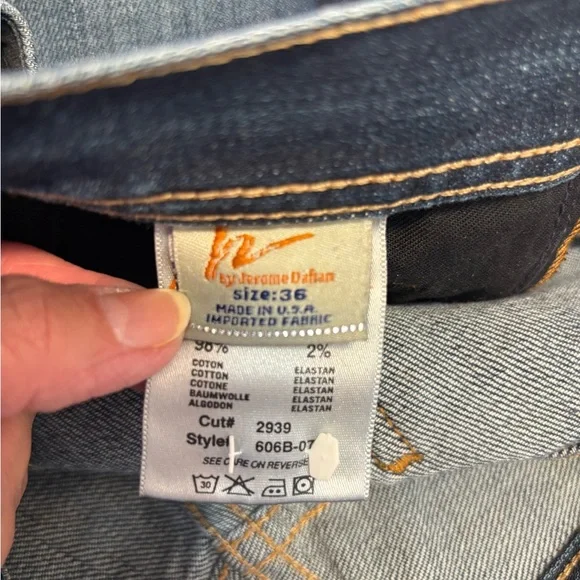 by Jerome Dahan
size:36
MADE IN U.S.A.
IMPORTED FABRIC
98% 2%
COTON ELASTAN
COTTON ELASTAN
COTONE ELASTAN
BAUMWOLLE ELASTAN
ALGODON ELASTAN
Cut# 2939
Style# 606B-07
SEE CARE ON REVERSE
30